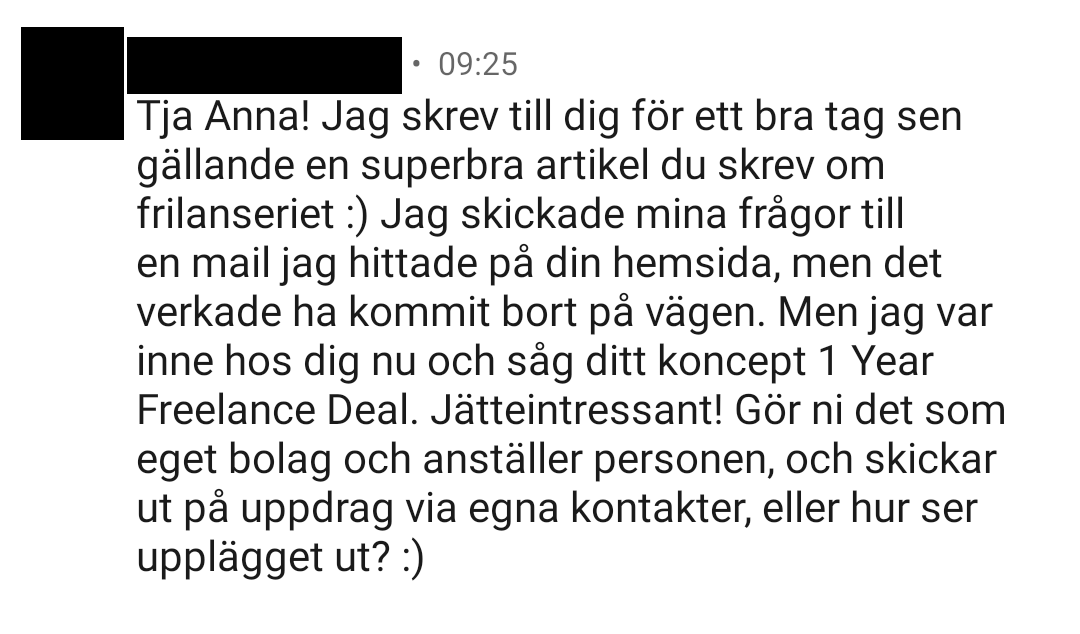 • 09:25
Tja Anna! Jag skrev till dig för ett bra tag sen
gällande en superbra artikel du skrev om
frilanseriet :) Jag skickade mina frågor till
en mail jag hittade på din hemsida, men det
verkade ha kommit bort på vägen. Men jag var
inne hos dig nu och såg ditt koncept 1 Year
Freelance Deal. Jätteintressant! Gör ni det som
eget bolag och anställer personen, och skickar
ut på uppdrag via egna kontakter, eller hur ser
upplägget ut? :)